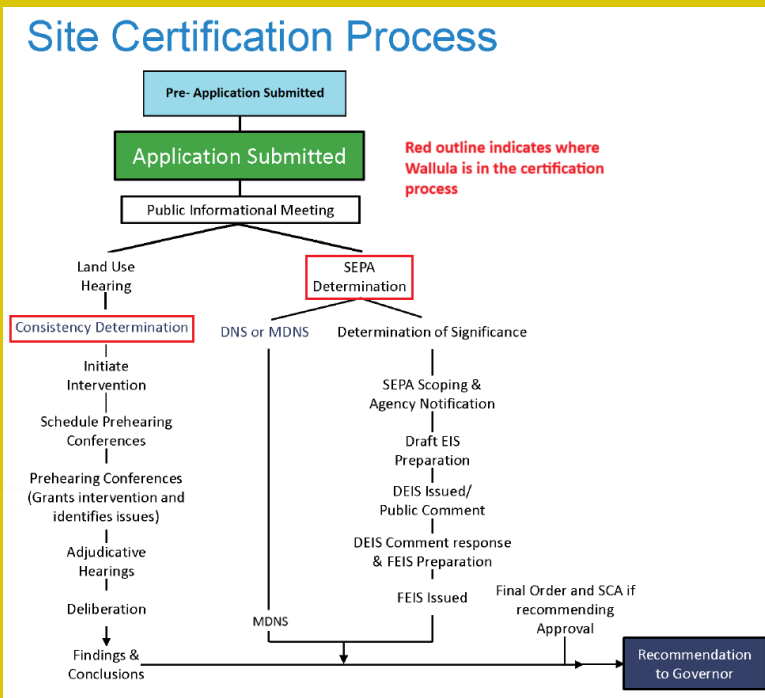 Site Certification Process
Pre- Application Submitted
Application Submitted
Red outline indicates where
Wallula is in the certification
process
Public Informational Meeting
Land Use
Hearing
SEPA
Determination
Consistency Determination
DNS or MDNS
Determination of Significance
Initiate
Intervention
SEPA Scoping &
Agency Notification
Schedule Prehearing
Conferences
Draft EIS
Preparation
Prehearing Conferences
(Grants intervention and
identifies issues)
DEIS Issued/
Public Comment
Adjudicative
Hearings
DEIS Comment response
& FEIS Preparation
Deliberation
FEIS Issued
Final Order and SCA if
recommending
Approval
MDNS
Findings &
Conclusions
Recommendation
to Governor